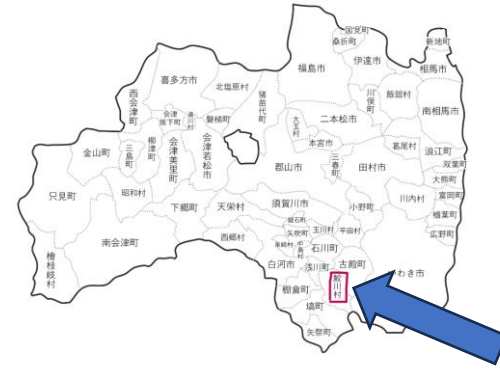 国見町
桑折町
新地町
福島市
伊達市
相馬市
喜多方市
北塩原村
猪苗代町
川俣町
飯舘村
南相馬市
西会津町
会津坂下町
湯川村
磐梯町
大玉村
二本松市
本宮市
葛尾村
浪江町
双葉町
金山町
三島町
柳津町
会津美里町
会津若松市
郡山市
三春町
田村市
大熊町
富岡町
只見町
昭和村
川内村
楢葉町
下郷町
天栄村
須賀川市
小野町
広野町
鏡石町
玉川村
平田村
南会津町
西郷村
矢吹町
泉崎村
中島村
石川町
檜枝岐村
白河市
浅川町
古殿町
わき市
棚倉町
鮫川村
塙町
矢祭町